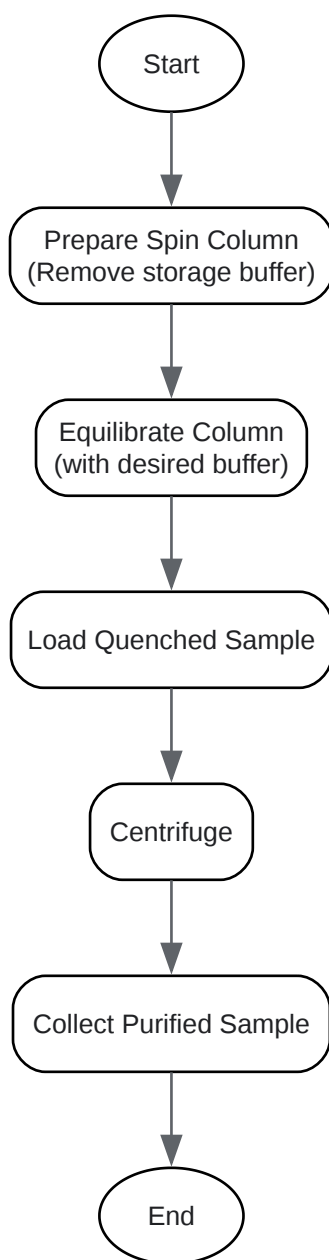 Start
Prepare Spin Column
(Remove storage buffer)
Equilibrate Column
(with desired buffer)
Load Quenched Sample
Centrifuge
Collect Purified Sample
End